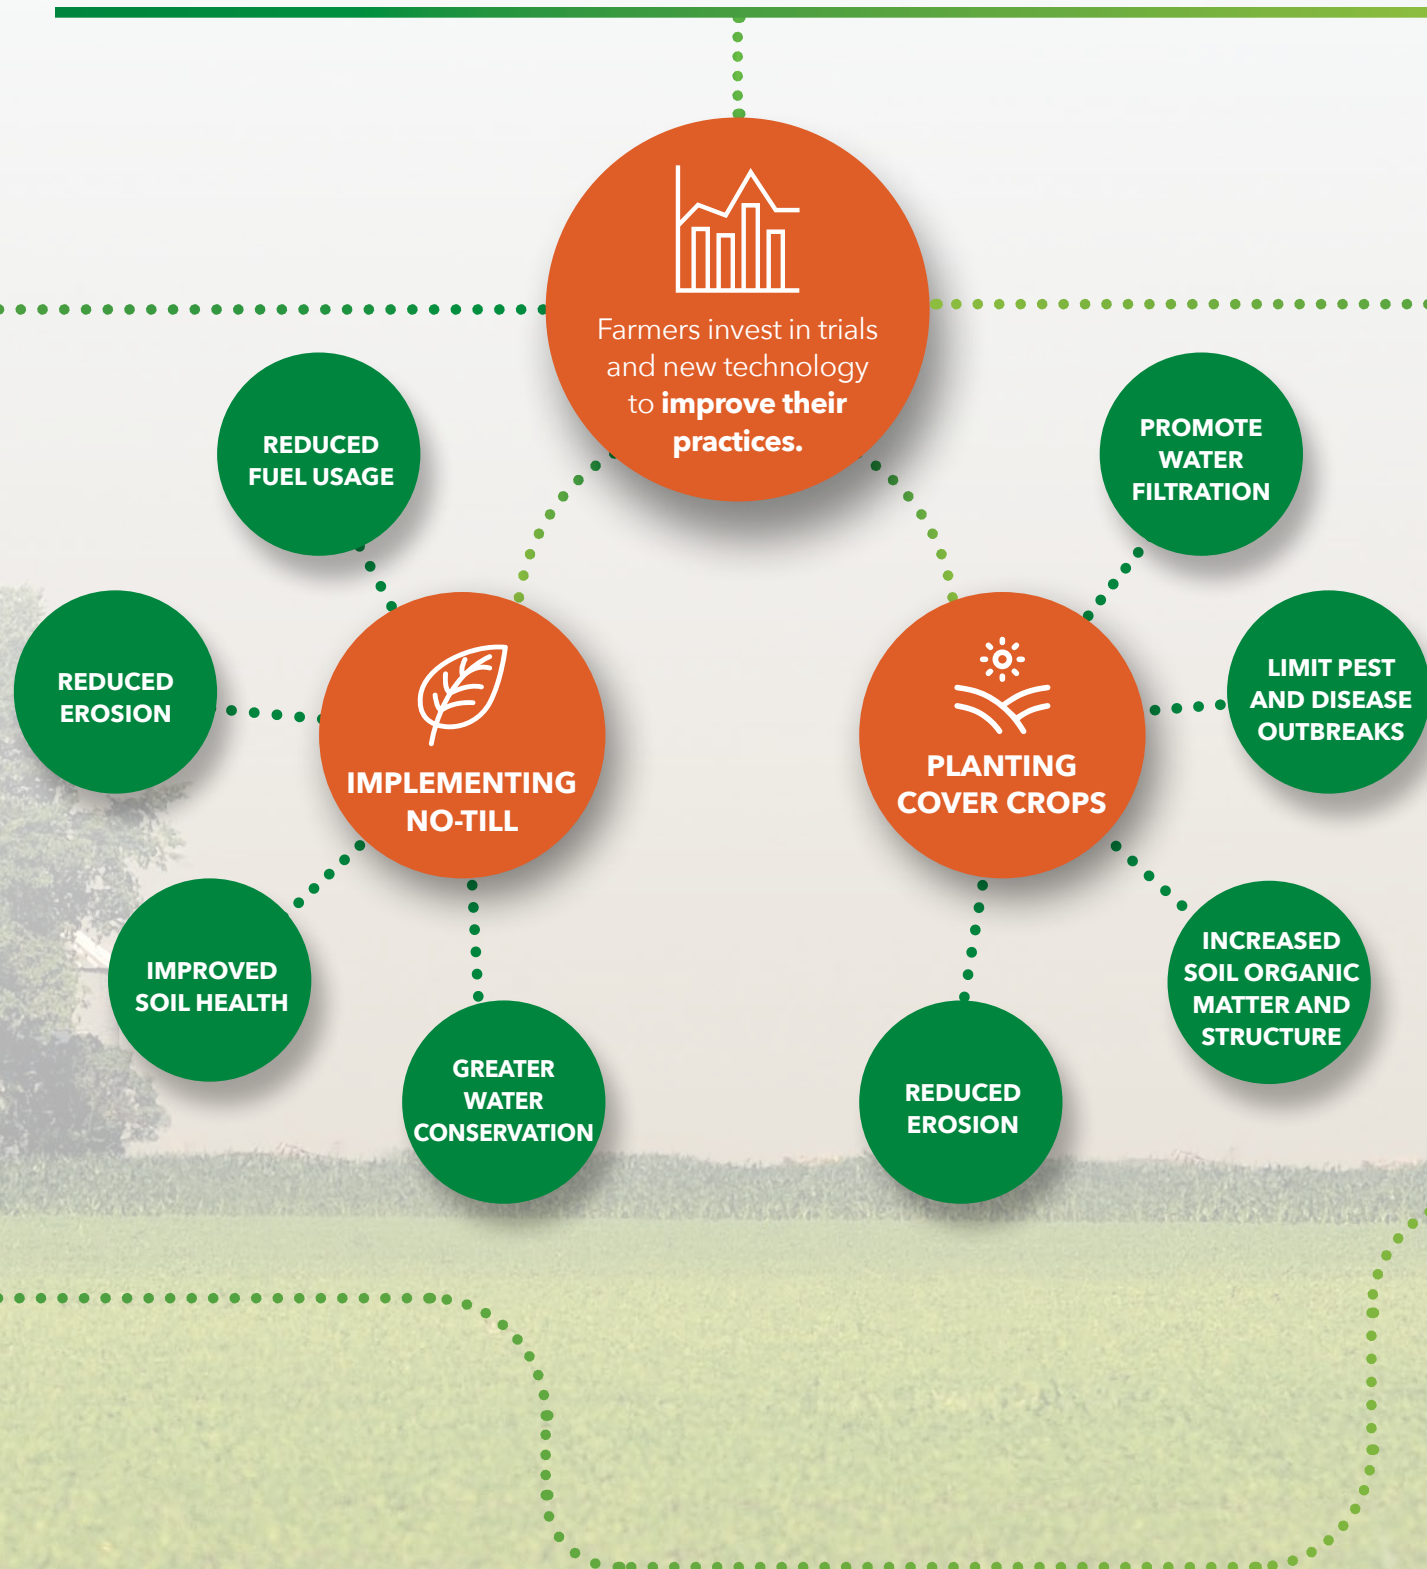 Farmers invest in trials
and new technology
to improve their
practices.
REDUCED
FUEL USAGE
REDUCED
EROSION
IMPLEMENTING
NO-TILL
IMPROVED
SOIL HEALTH
GREATER
WATER
CONSERVATION
PROMOTE
WATER
FILTRATION
LIMIT PEST
AND DISEASE
OUTBREAKS
PLANTING
COVER CROPS
INCREASED
SOIL ORGANIC
MATTER AND
STRUCTURE
REDUCED
EROSION